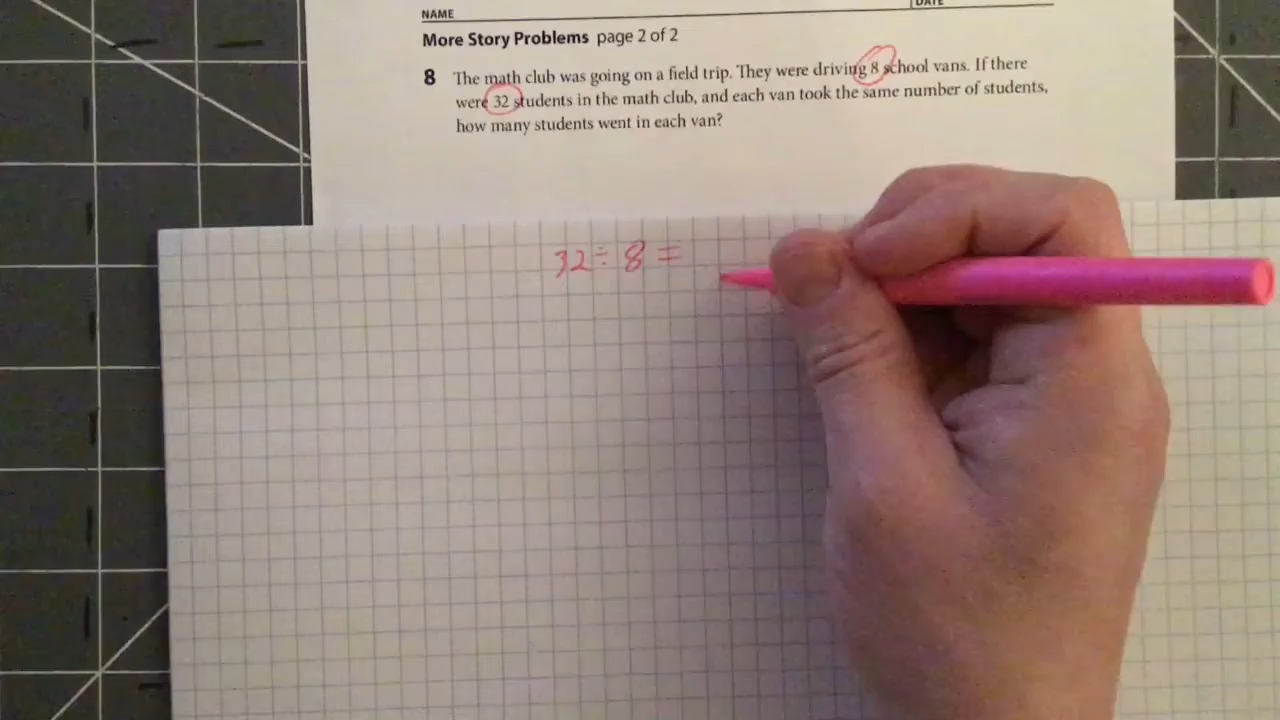 NAME DATE
More Story Problems page 2 of 2
8 The math club was going on a field trip. They were driving 8 school vans. If there
were 32 students in the math club, and each van took the same number of students,
how many students went in each van?
32 ÷ 8 =